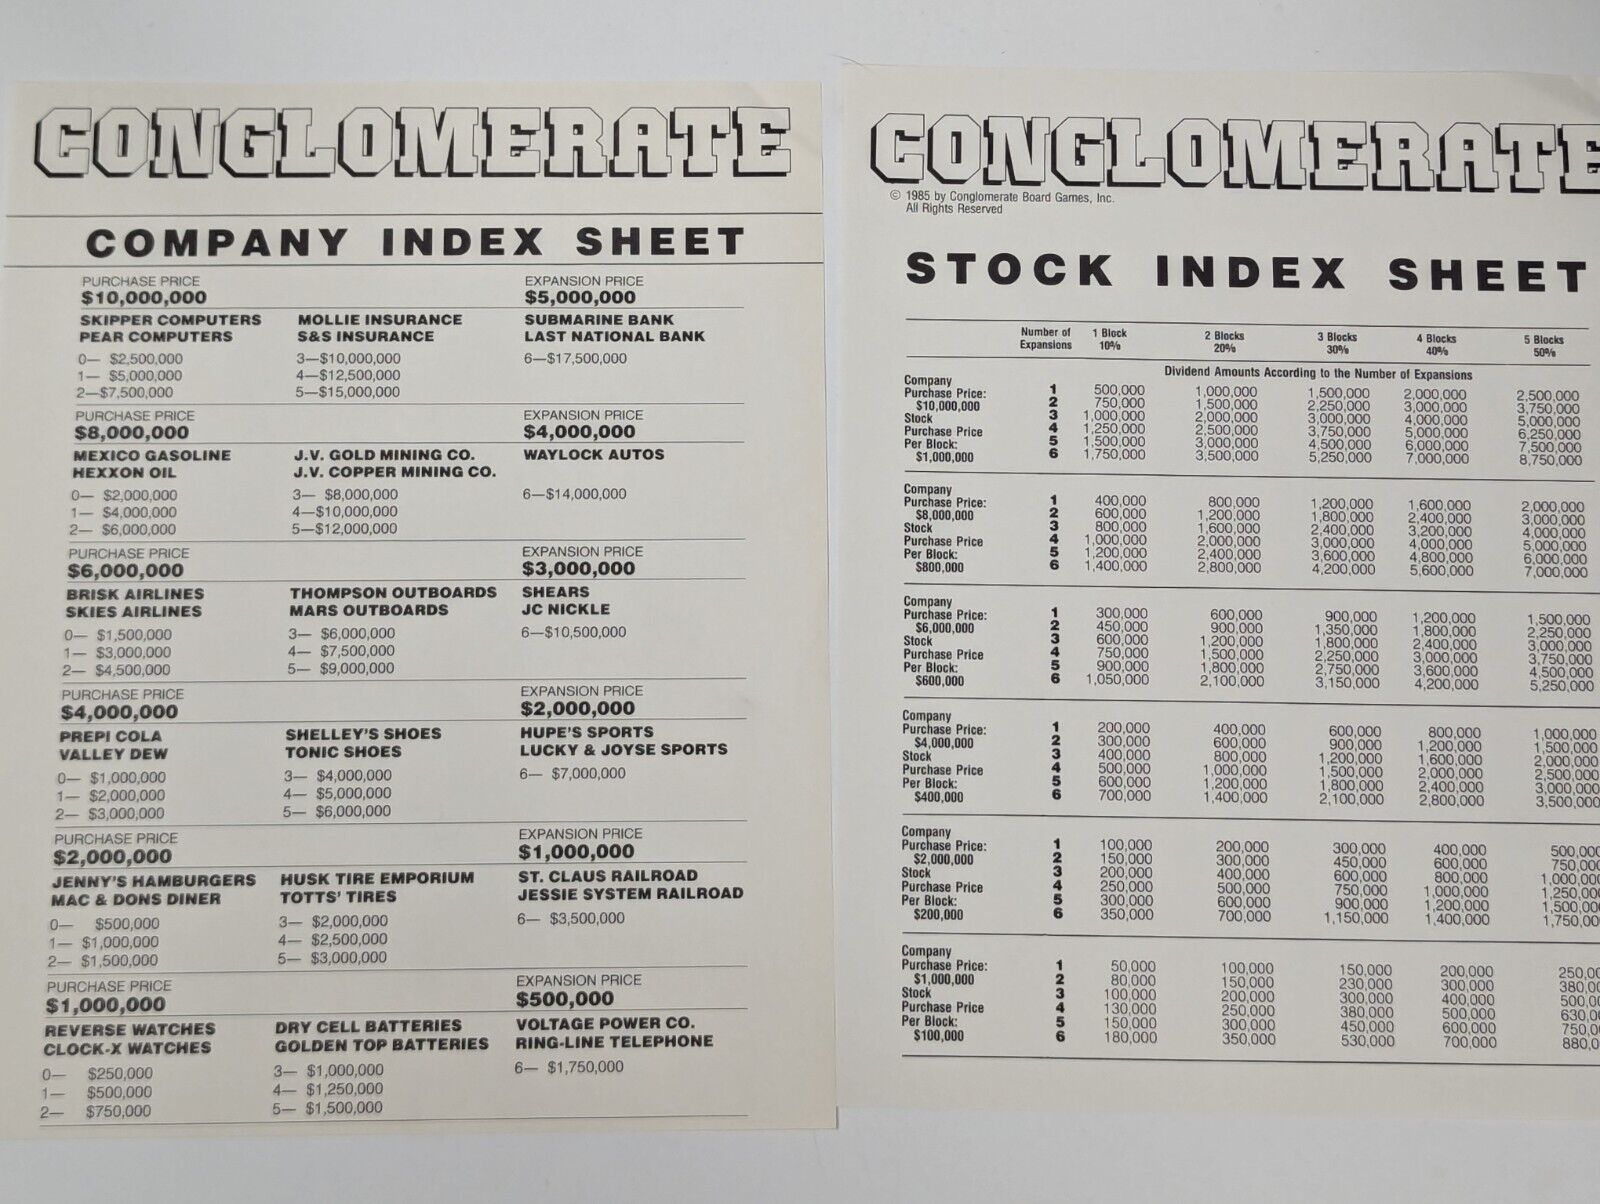 CONGLOMERATE
COMPANY INDEX SHEET
PURCHASE PRICE EXPANSION PRICE
$10,000,000 $5,000,000
SKIPPER COMPUTERS MOLLIE INSURANCE SUBMARINE BANK
PEAR COMPUTERS S&S INSURANCE LAST NATIONAL BANK
0— $2,500,000 3—$10,000,000 6—$17,500,000
1— $5,000,000 4—$12,500,000
2—$7,500,000 5—$15,000,000
PURCHASE PRICE EXPANSION PRICE
$8,000,000 $4,000,000
MEXICO GASOLINE J.V. GOLD MINING CO. WAYLOCK AUTOS
HEXXON OIL J.V. COPPER MINING CO.
0— $2,000,000 3— $8,000,000 6—$14,000,000
1— $4,000,000 4—$10,000,000
2— $6,000,000 5—$12,000,000
PURCHASE PRICE EXPANSION PRICE
$6,000,000 $3,000,000
BRISK AIRLINES THOMPSON OUTBOARDS SHEARS
SKIES AIRLINES MARS OUTBOARDS JC NICKLE
0— $1,500,000 3— $6,000,000 6—$10,500,000
1— $3,000,000 4— $7,500,000
2— $4,500,000 5— $9,000,000
PURCHASE PRICE EXPANSION PRICE
$4,000,000 $2,000,000
PREPI COLA SHELLEY'S SHOES HUPE'S SPORTS
VALLEY DEW TONIC SHOES LUCKY & JOYSE SPORTS
0— $1,000,000 3— $4,000,000 6— $7,000,000
1— $2,000,000 4— $5,000,000
2— $3,000,000 5— $6,000,000
PURCHASE PRICE EXPANSION PRICE
$2,000,000 $1,000,000
JENNY'S HAMBURGERS HUSK TIRE EMPORIUM ST. CLAUS RAILROAD
MAC & DONS DINER TOTTS' TIRES JESSIE SYSTEM RAILROAD
0— $500,000 3— $2,000,000 6— $3,500,000
1— $1,000,000 4— $2,500,000
2— $1,500,000 5— $3,000,000
PURCHASE PRICE EXPANSION PRICE
$1,000,000 $500,000
REVERSE WATCHES DRY CELL BATTERIES VOLTAGE POWER CO.
CLOCK-X WATCHES GOLDEN TOP BATTERIES RING-LINE TELEPHONE
0— $250,000 3— $1,000,000 6— $1,750,000
1— $500,000 4— $1,250,000
2— $750,000 5— $1,500,000
CONGLOMERATE
© 1985 by Conglomerate Board Games, Inc.
All Rights Reserved
STOCK INDEX SHEET
Number of 1 Block 2 Blocks 3 Blocks 4 Blocks 5 Blocks
Expansions 10% 20% 30% 40% 50%
Dividend Amounts According to the Number of Expansions
Company
Purchase Price: 1 500,000 1,000,000 1,500,000 2,000,000 2,500,000
$10,000,000 2 750,000 1,500,000 2,250,000 3,000,000 3,750,000
Stock 3 1,000,000 2,000,000 3,000,000 4,000,000 5,000,000
Purchase Price 4 1,250,000 2,500,000 3,750,000 5,000,000 6,250,000
Per Block: 5 1,500,000 3,000,000 4,500,000 6,000,000 7,500,000
$1,000,000 6 1,750,000 3,500,000 5,250,000 7,000,000 8,750,000
Company
Purchase Price: 1 400,000 800,000 1,200,000 1,600,000 2,000,000
$8,000,000 2 600,000 1,200,000 1,800,000 2,400,000 3,000,000
Stock 3 800,000 1,600,000 2,400,000 3,200,000 4,000,000
Purchase Price 4 1,000,000 2,000,000 3,000,000 4,000,000 5,000,000
Per Block: 5 1,200,000 2,400,000 3,600,000 4,800,000 6,000,000
$800,000 6 1,400,000 2,800,000 4,200,000 5,600,000 7,000,000
Company
Purchase Price: 1 300,000 600,000 900,000 1,200,000 1,500,000
$6,000,000 2 450,000 900,000 1,350,000 1,800,000 2,250,000
Stock 3 600,000 1,200,000 1,800,000 2,400,000 3,000,000
Purchase Price 4 750,000 1,500,000 2,250,000 3,000,000 3,750,000
Per Block: 5 900,000 1,800,000 2,750,000 3,600,000 4,500,000
$600,000 6 1,050,000 2,100,000 3,150,000 4,200,000 5,250,000
Company
Purchase Price: 1 200,000 400,000 600,000 800,000 1,000,000
$4,000,000 2 300,000 600,000 900,000 1,200,000 1,500,000
Stock 3 400,000 800,000 1,200,000 1,600,000 2,000,000
Purchase Price 4 500,000 1,000,000 1,500,000 2,000,000 2,500,000
Per Block: 5 600,000 1,200,000 1,800,000 2,400,000 3,000,000
$400,000 6 700,000 1,400,000 2,100,000 2,800,000 3,500,000
Company
Purchase Price: 1 100,000 200,000 300,000 400,000 500,000
$2,000,000 2 150,000 300,000 450,000 600,000 750,00
Stock 3 200,000 400,000 600,000 800,000 1,000,00
Purchase Price 4 250,000 500,000 750,000 1,000,000 1,250,00
Per Block: 5 300,000 600,000 900,000 1,200,000 1,500,00
$200,000 6 350,000 700,000 1,150,000 1,400,000 1,750,00
Company
Purchase Price: 1 50,000 100,000 150,000 200,000 250,0
$1,000,000 2 80,000 150,000 230,000 300,000 380,0
Stock 3 100,000 200,000 300,000 400,000 500,0
Purchase Price 4 130,000 250,000 380,000 500,000 630,0
Per Block: 5 150,000 300,000 450,000 600,000 750,0
$100,000 6 180,000 350,000 530,000 700,000 880,0